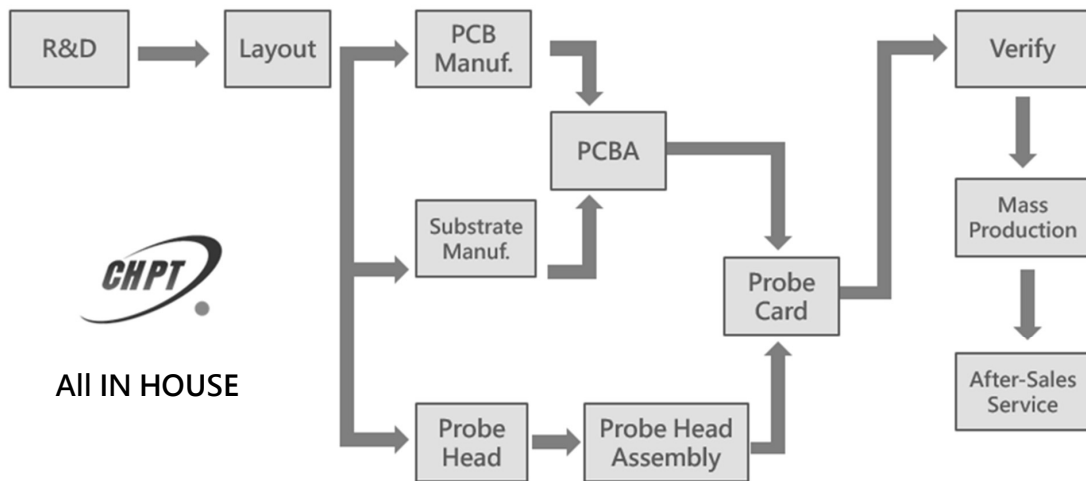 R&D
Layout
PCB
Manuf.
PCBA
Substrate
Manuf.
Probe
Head
Probe Head
Assembly
Probe
Card
Verify
Mass
Production
After-Sales
Service
CHPT
All IN HOUSE